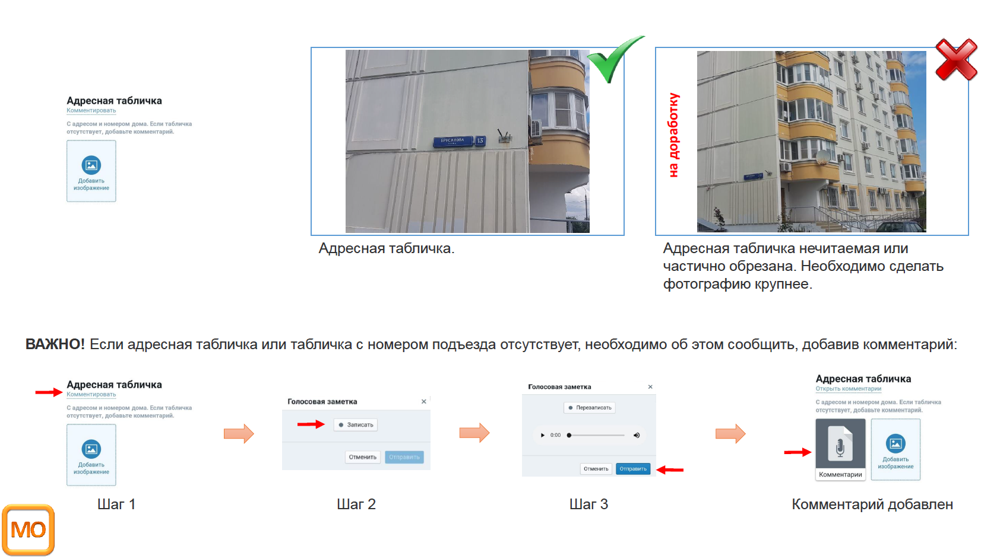 Адресная табличка
Комментировать
С адресом и номером дома. Если табличка
отсутствует, добавьте комментарий.
Добавить
изображение
БРУСИЛОВА
УЛИЦА
13
Адресная табличка.
на доработку
Адресная табличка нечитаемая или
частично обрезана. Необходимо сделать
фотографию крупнее.
ВАЖНО! Если адресная табличка или табличка с номером подъезда отсутствует, необходимо об этом сообщить, добавив комментарий:
Адресная табличка
Комментировать
С адресом и номером дома. Если табличка
отсутствует, добавьте комментарий.
Добавить
изображение
Шаг 1
Голосовая заметка
Записать
Отменить
Отправить
Шаг 2
Голосовая заметка
Перезаписать
0:00
Отменить
Отправить
Шаг 3
Адресная табличка
Открыть комментарии
С адресом и номером дома. Если табличка
отсутствует, добавьте комментарий.
Комментарии
Добавить
изображение
Комментарий добавлен
МО